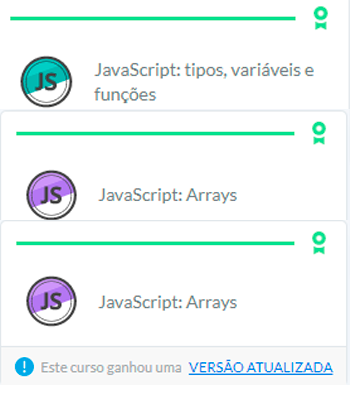 JS JavaScript: tipos, variáveis e
funções
JS JavaScript: Arrays
JS JavaScript: Arrays
! Este curso ganhou uma VERSÃO ATUALIZADA